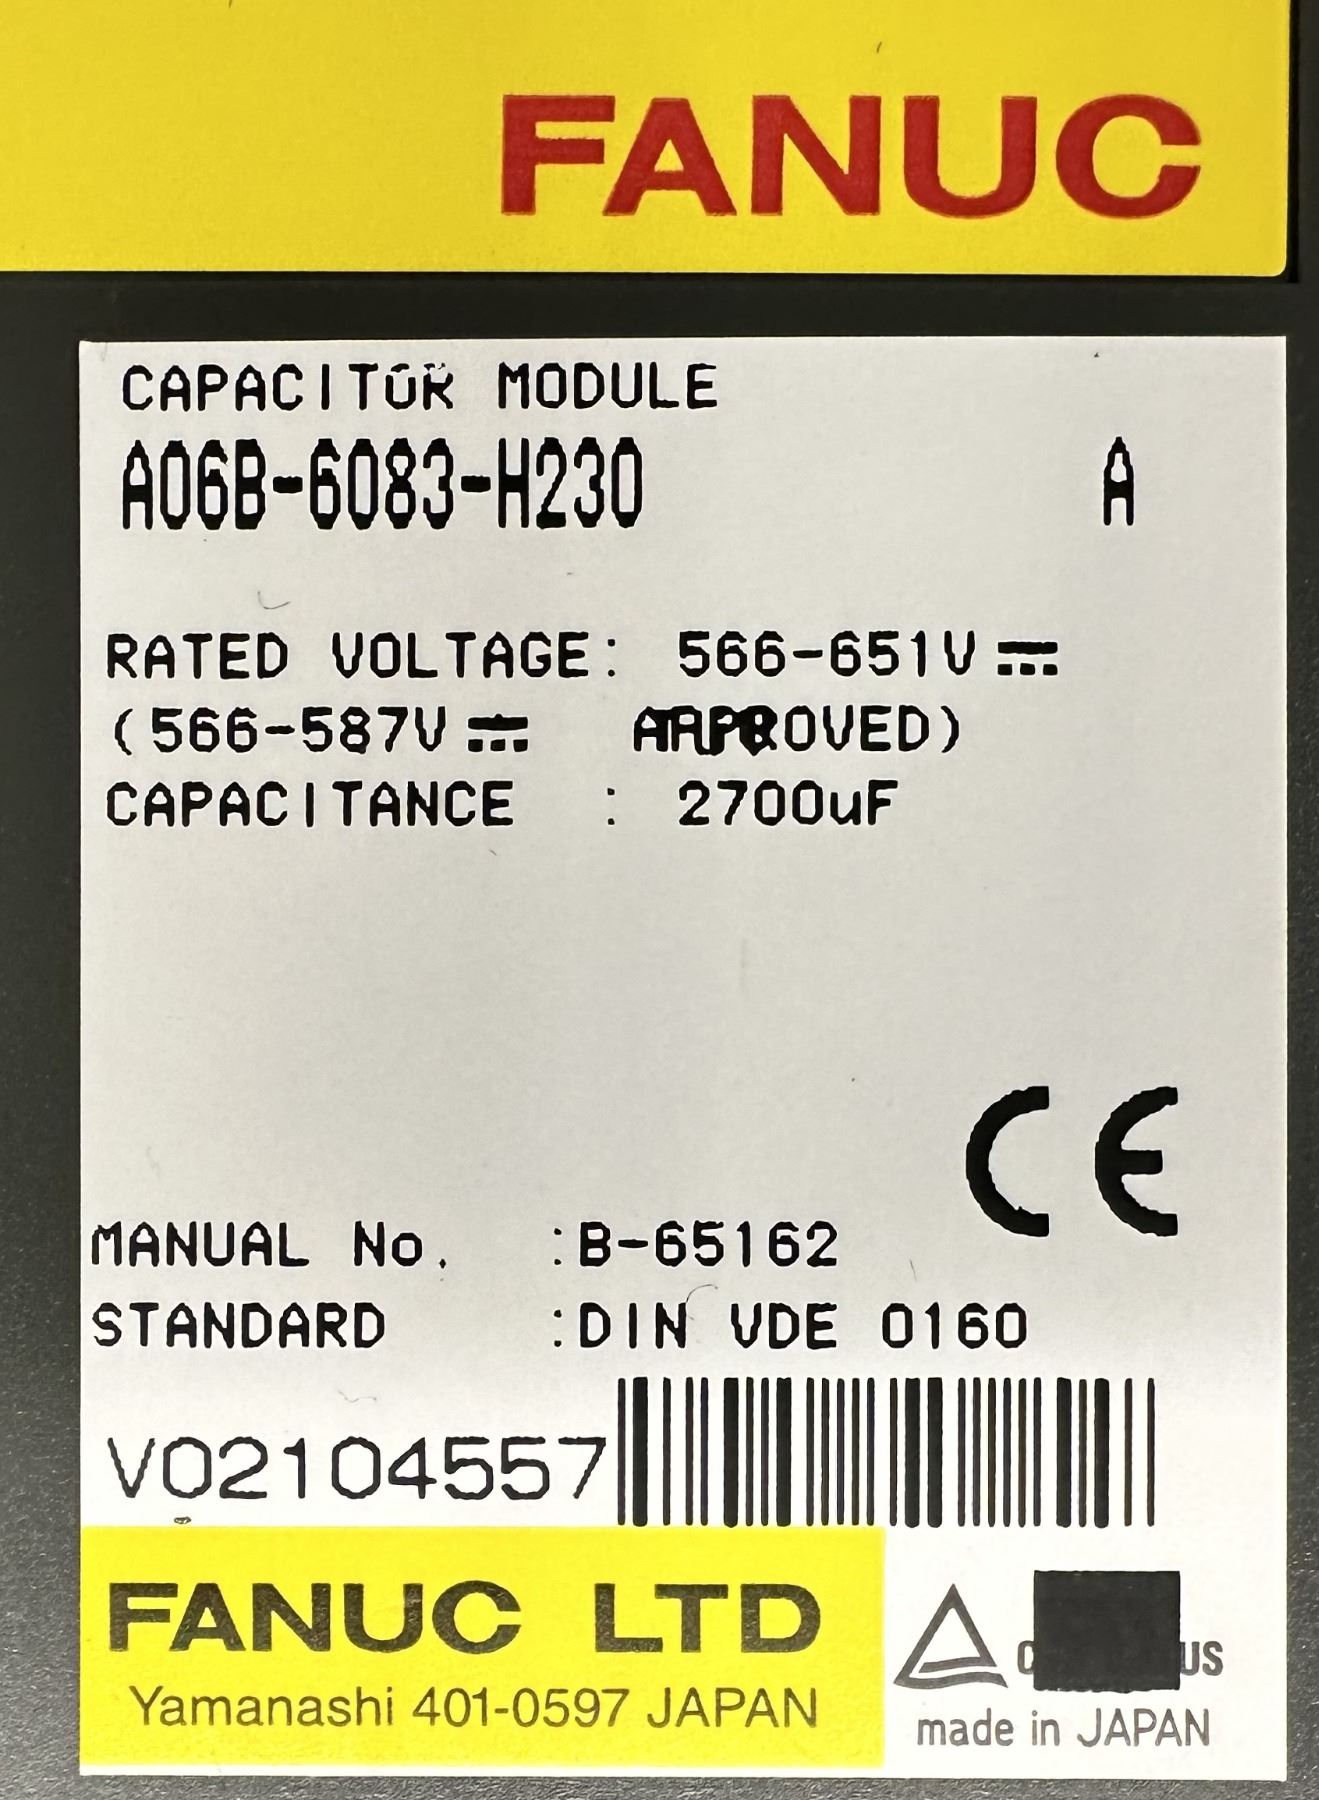 FANUC
CAPACITOR MODULE
A06B-6083-H230 A
RATED VOLTAGE: 566-651V ⎓
(566-587V ⎓ APPROVED)
CAPACITANCE : 2700uF
CE
MANUAL No. :B-65162
STANDARD :DIN VDE 0160
V02104557
FANUC LTD
Yamanashi 401-0597 JAPAN
US
made in JAPAN